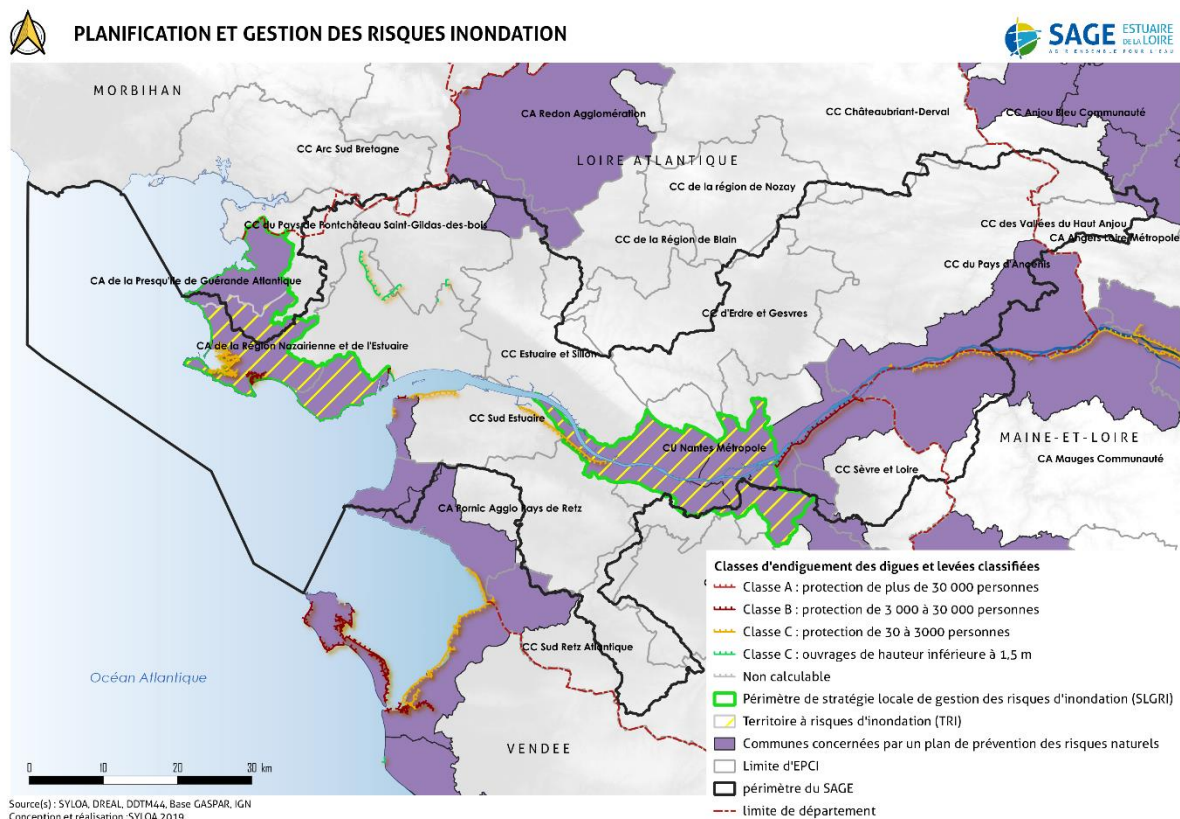 PLANIFICATION ET GESTION DES RISQUES INONDATION
SAGE ESTUAIRE
DE LA LOIRE
AGIR ENSEMBLE POUR L'EAU
MORBIHAN
CA Redon Agglomération
CC Châteaubriant-Derval
CC Anjou Bleu Communauté
CC Arc Sud Bretagne
LOIRE ATLANTIQUE
CC de la région de Nozay
CC du Pays de Pontchâteau Saint-Gildas-des-bois
CC des Vallées du Haut Anjou
CC de la Région de Blain
CA Angers Loire Métropole
CC du Pays d'Ancenis
CA de la Presqu'île de Guérande Atlantique
CC d'Erdre et Gesvres
CA de la Région Nazairienne et de l'Estuaire
CC Estuaire et Sillon
CC Sud Estuaire
CU Nantes Métropole
MAINE-ET-LOIRE
CA Mauges Communauté
CC Sèvre et Loire
CA Pornic Agglo Pays de Retz
CC Sud Retz Atlantique
Océan Atlantique
VENDEE
Classes d'endiguement des digues et levées classifiées
Classe A : protection de plus de 30 000 personnes
Classe B : protection de 3 000 à 30 000 personnes
Classe C : protection de 30 à 3000 personnes
Classe C : ouvrages de hauteur inférieure à 1,5 m
Non calculable
Périmètre de stratégie locale de gestion des risques d'inondation (SLGRI)
Territoire à risques d'inondation (TRI)
Communes concernées par un plan de prévention des risques naturels
Limite d'EPCI
périmètre du SAGE
limite de département
0 10 20 30 km
Source(s) : SYLOA, DREAL, DDTM44, Base GASPAR, IGN
Conception et réalisation :SYLOA 2019